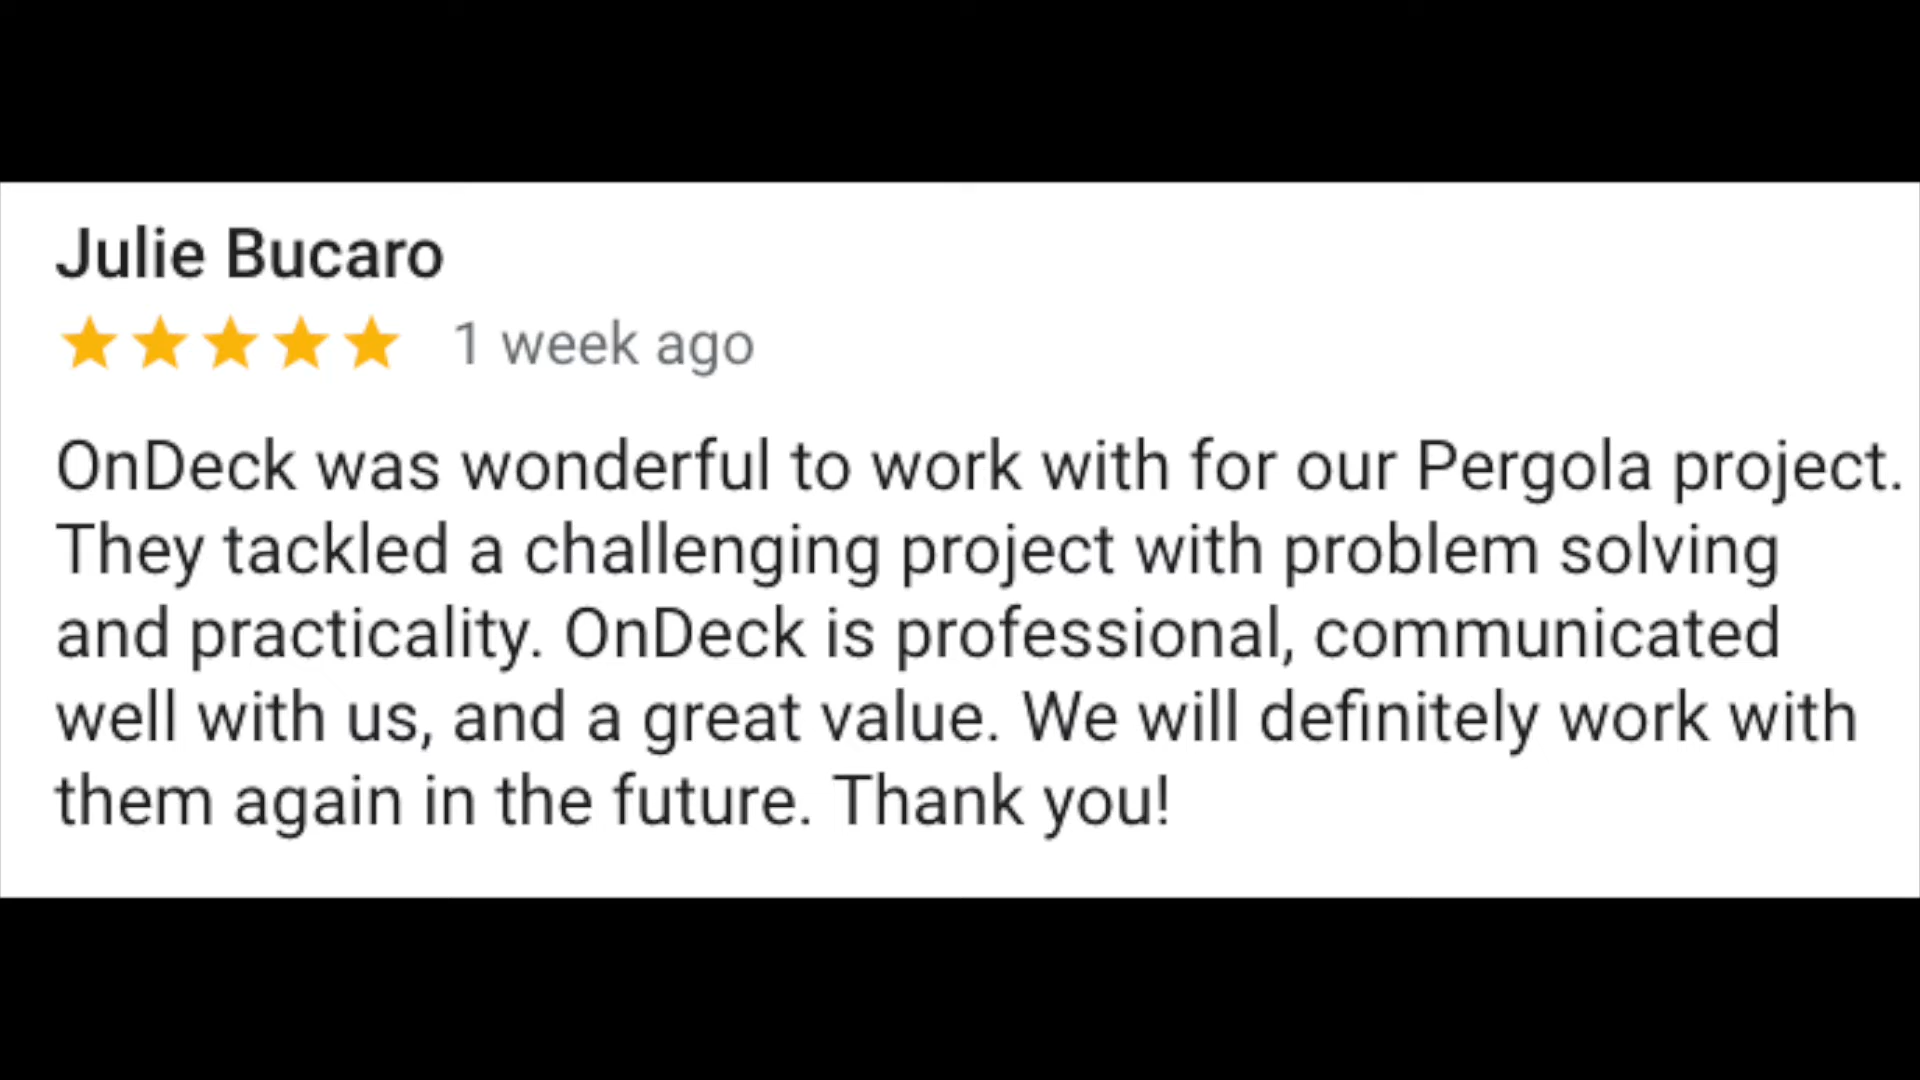 Julie Bucaro
1 week ago
OnDeck was wonderful to work with for our Pergola project.
They tackled a challenging project with problem solving
and practicality. OnDeck is professional, communicated
well with us, and a great value. We will definitely work with
them again in the future. Thank you!